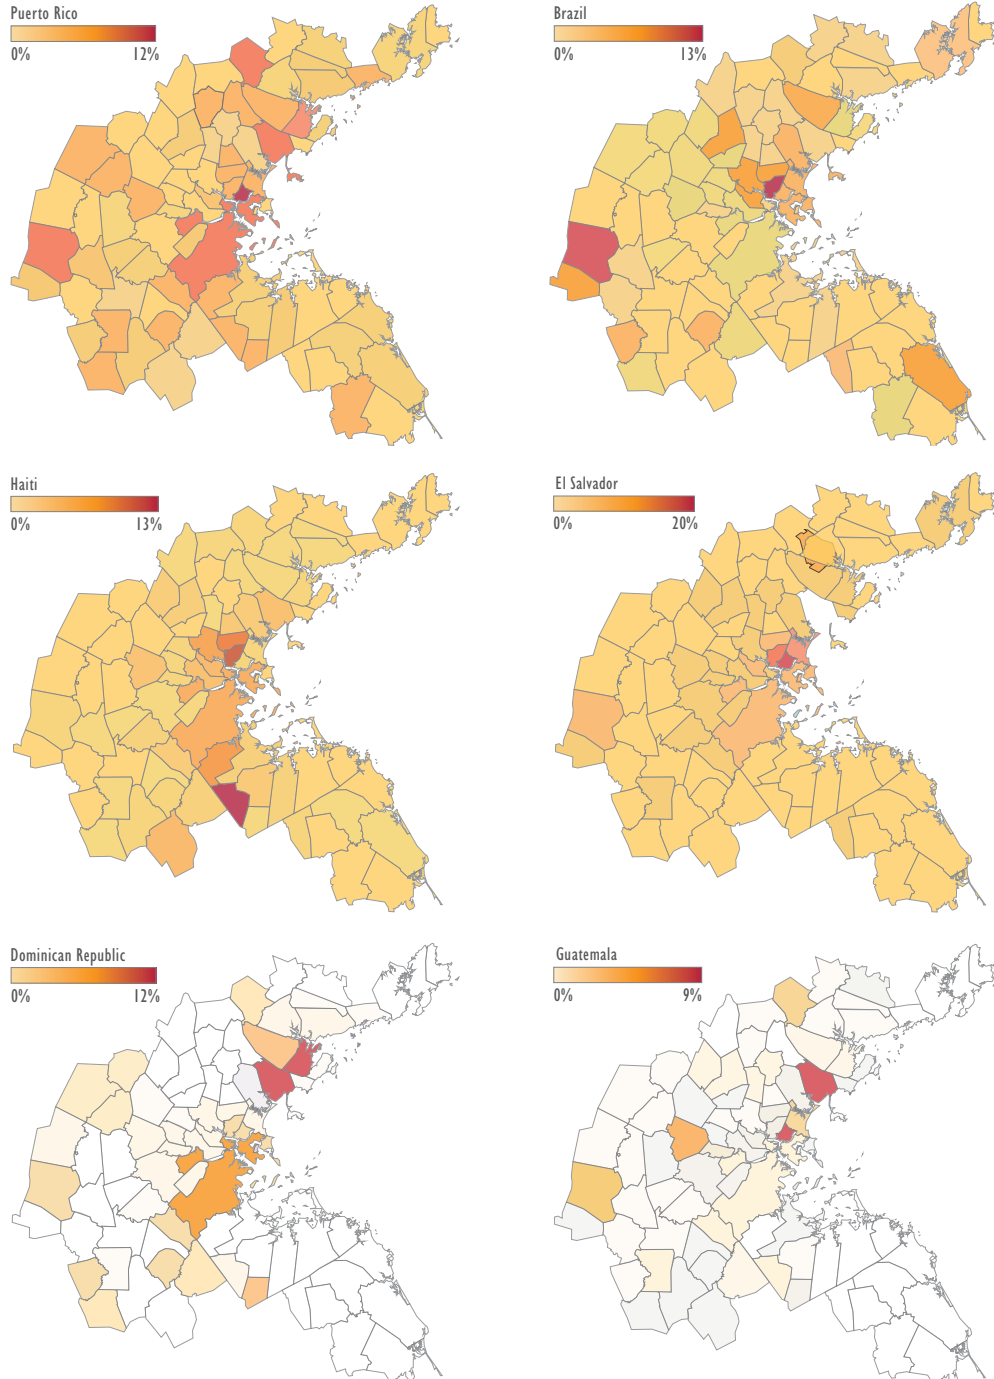 Puerto Rico
0% 12%
Brazil
0% 13%
Haiti
0% 13%
El Salvador
0% 20%
Dominican Republic
0% 12%
Guatemala
0% 9%